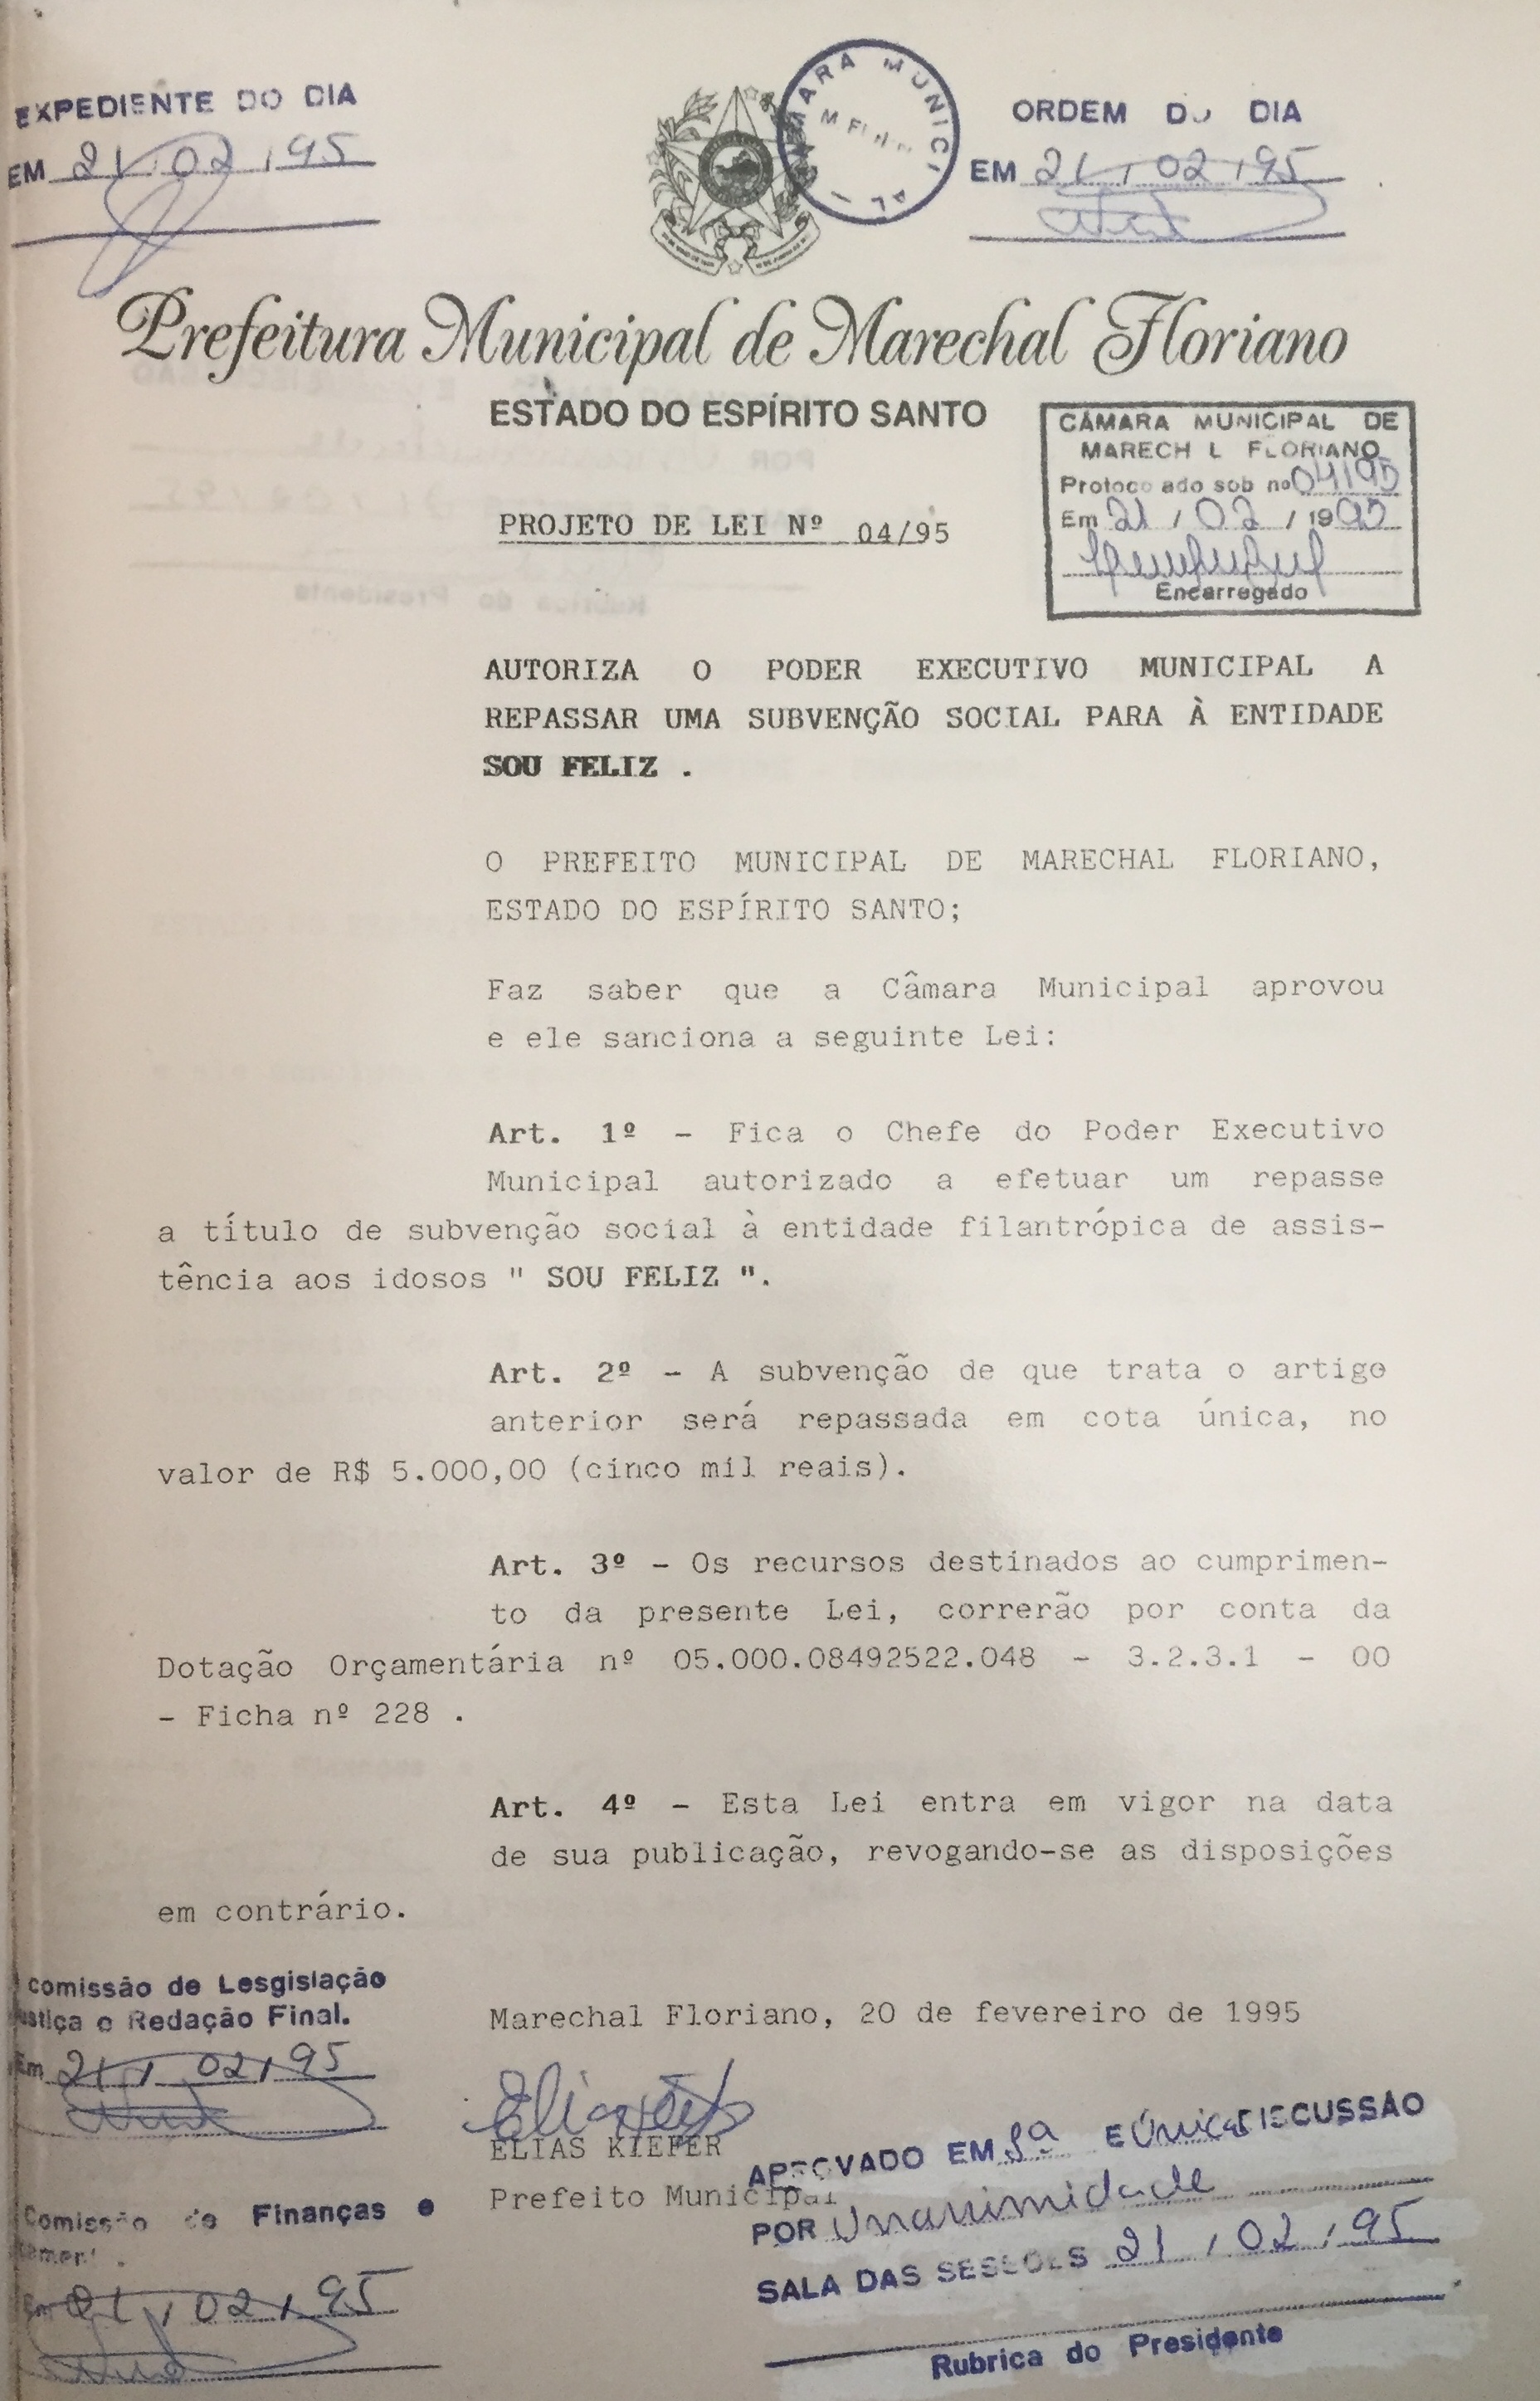 EXPEDIENTE DO DIA
EM 21/02/95
CÂMARA MUNICIPAL
ORDEM DO DIA
EM 21/02/95
Prefeitura Municipal de Marechal Floriano
ESTADO DO ESPÍRITO SANTO
CÂMARA MUNICIPAL DE
MARECH L FLORIANO
Protoco ado sob nº 04/95
Em 21 / 02 / 1995
Encarregado
PROJETO DE LEI Nº 04/95
AUTORIZA O PODER EXECUTIVO MUNICIPAL A
REPASSAR UMA SUBVENÇÃO SOCIAL PARA À ENTIDADE
SOU FELIZ .
O PREFEITO MUNICIPAL DE MARECHAL FLORIANO,
ESTADO DO ESPÍRITO SANTO;
Faz saber que a Câmara Municipal aprovou
e ele sanciona a seguinte Lei:
Art. 1º - Fica o Chefe do Poder Executivo
Municipal autorizado a efetuar um repasse
a título de subvenção social à entidade filantrópica de assis-
tência aos idosos " SOU FELIZ ".
Art. 2º - A subvenção de que trata o artigo
anterior será repassada em cota única, no
valor de R$ 5.000,00 (cinco mil reais).
Art. 3º - Os recursos destinados ao cumprimen-
to da presente Lei, correrão por conta da
Dotação Orçamentária nº 05.000.08492522.048 - 3.2.3.1 - 00
- Ficha nº 228 .
Art. 4º - Esta Lei entra em vigor na data
de sua publicação, revogando-se as disposições
em contrário.
comissão de Lesgislação
ustiça e Redação Final.
Em 21/02/95
Marechal Floriano, 20 de fevereiro de 1995
ELIAS KIEFER
Prefeito Municipal
Comissão de Finanças e
Em 21/02/95
APROVADO EM 1ª E Única DISCUSSÃO
POR Unanimidade
SALA DAS SESSÕES 21/02/95
Rubrica do Presidente